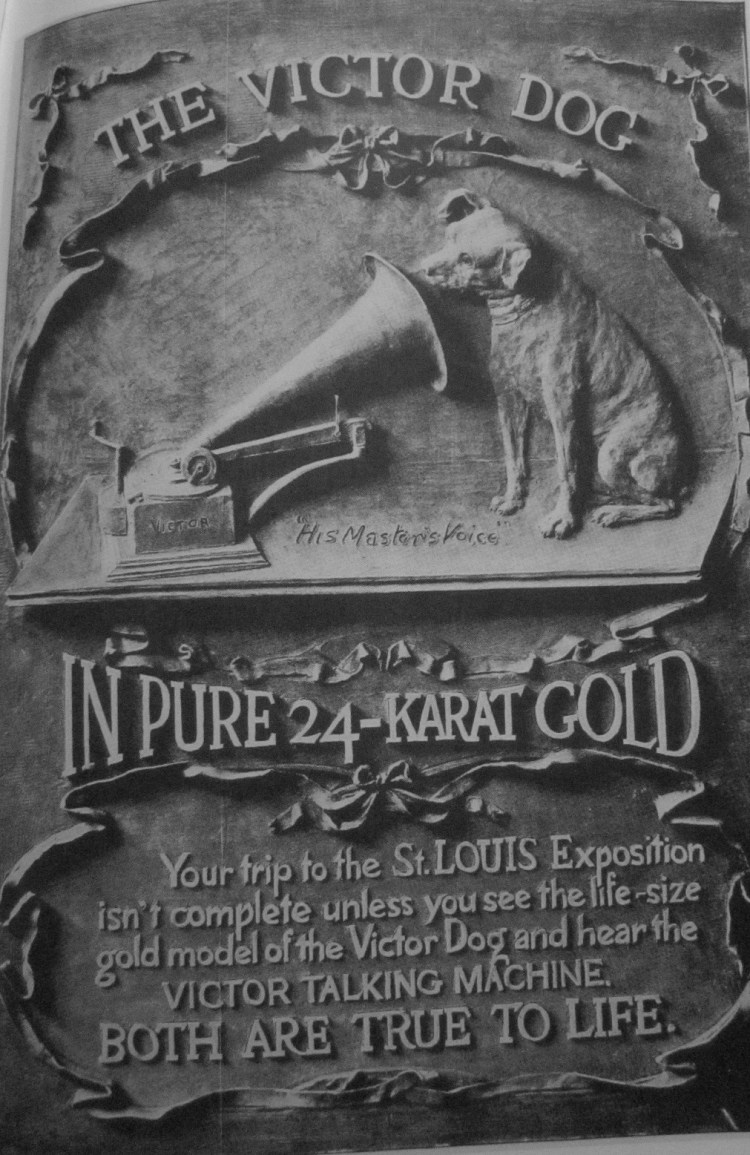 THE VICTOR DOG
VICTOR
"His Master's Voice"
IN PURE 24-KARAT GOLD
Your trip to the St. LOUIS Exposition
isn't complete unless you see the life-size
gold model of the Victor Dog and hear the
VICTOR TALKING MACHINE.
BOTH ARE TRUE TO LIFE.